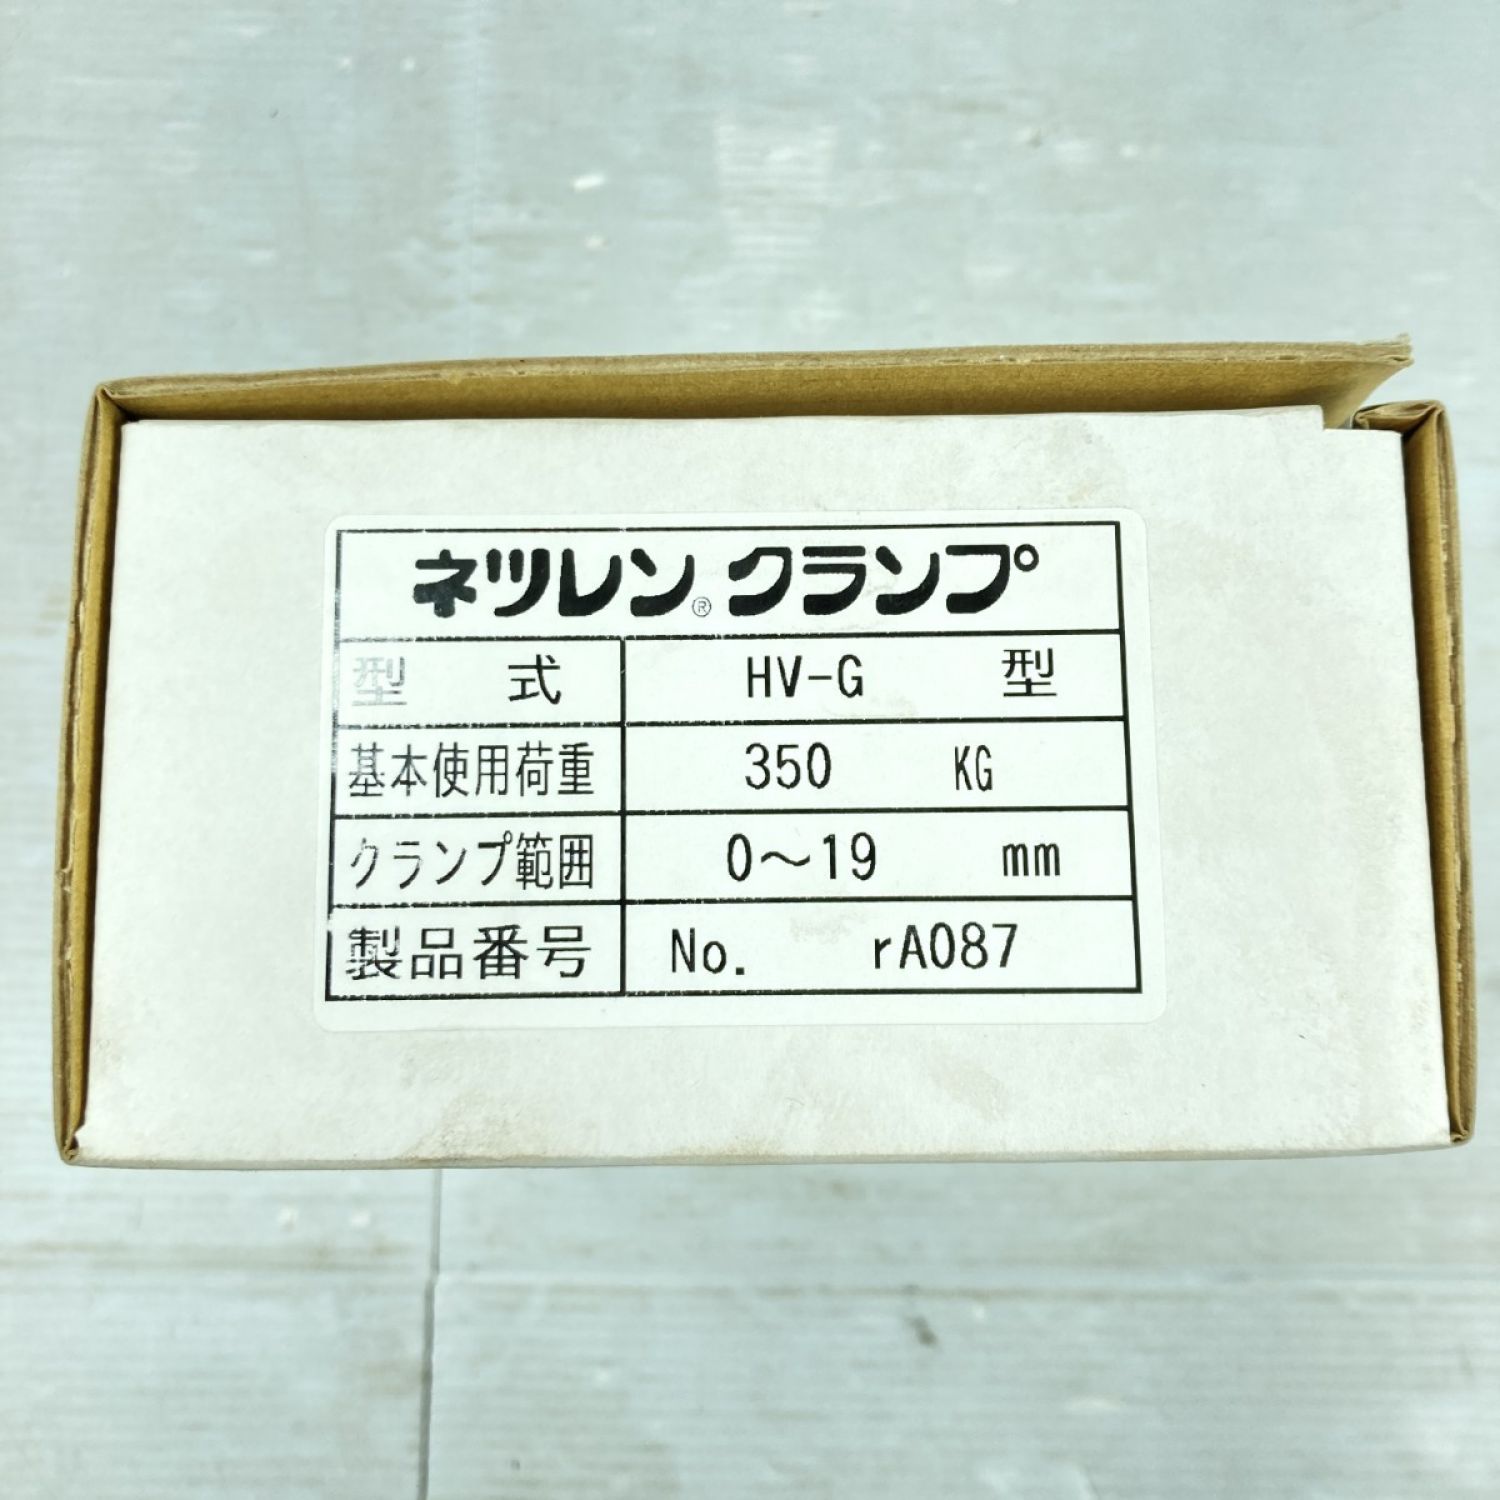 ネツレン® クランプ
型 式 HV-G 型
基本使用荷重 350 KG
クランプ範囲 0～19 mm
製品番号 No. rA087